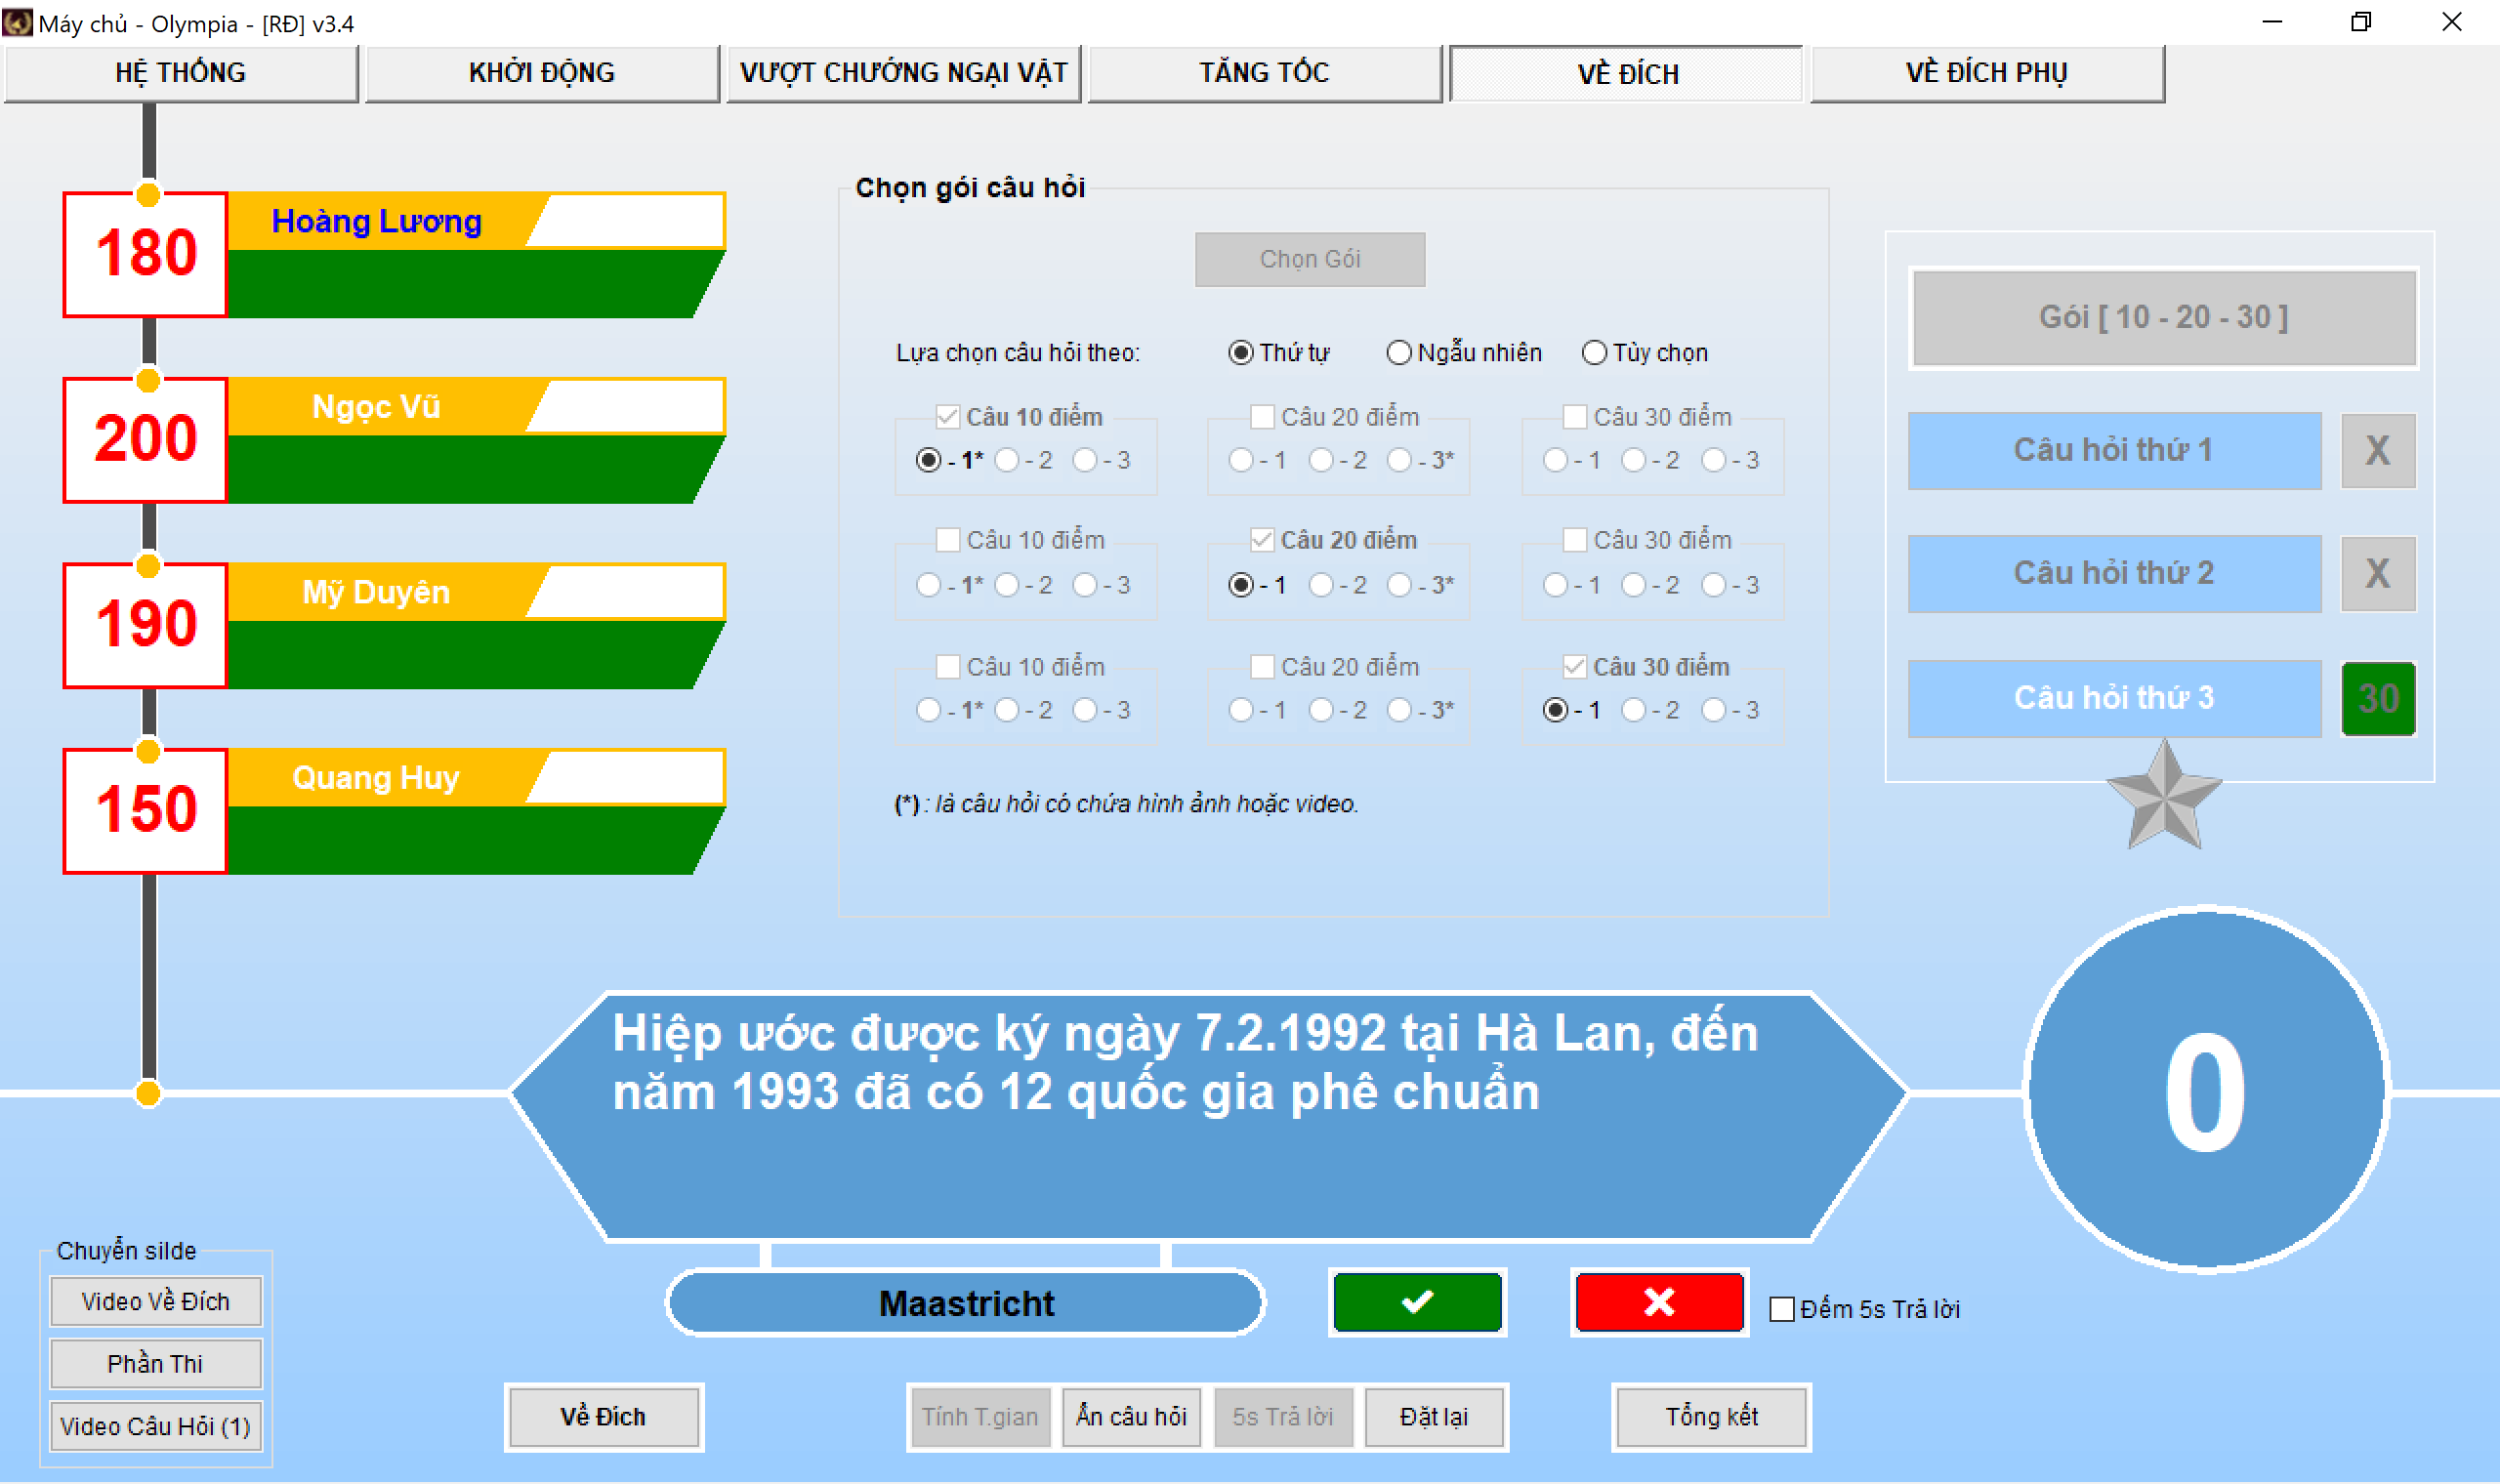 Máy chủ - Olympia - [RĐ] v3.4
HỆ THỐNG KHỞI ĐỘNG VƯỢT CHƯỚNG NGẠI VẬT TĂNG TỐC VỀ ĐÍCH VỀ ĐÍCH PHỤ
180 Hoàng Lương
200 Ngọc Vũ
190 Mỹ Duyên
150 Quang Huy
Chọn gói câu hỏi
Chọn Gói
Lựa chọn câu hỏi theo: Thứ tự Ngẫu nhiên Tùy chọn
Câu 10 điểm Câu 20 điểm Câu 30 điểm
- 1* - 2 - 3 - 1 - 2 - 3* - 1 - 2 - 3
Câu 10 điểm Câu 20 điểm Câu 30 điểm
- 1* - 2 - 3 - 1 - 2 - 3* - 1 - 2 - 3
Câu 10 điểm Câu 20 điểm Câu 30 điểm
- 1* - 2 - 3 - 1 - 2 - 3* - 1 - 2 - 3
(*) : là câu hỏi có chứa hình ảnh hoặc video.
Gói [ 10 - 20 - 30 ]
Câu hỏi thứ 1 X
Câu hỏi thứ 2 X
Câu hỏi thứ 3 30
Hiệp ước được ký ngày 7.2.1992 tại Hà Lan, đến
năm 1993 đã có 12 quốc gia phê chuẩn
0
Maastricht
Đếm 5s Trả lời
Chuyển silde
Video Về Đích
Phần Thi
Video Câu Hỏi (1)
Về Đích Tính T.gian Ẩn câu hỏi 5s Trả lời Đặt lại Tổng kết